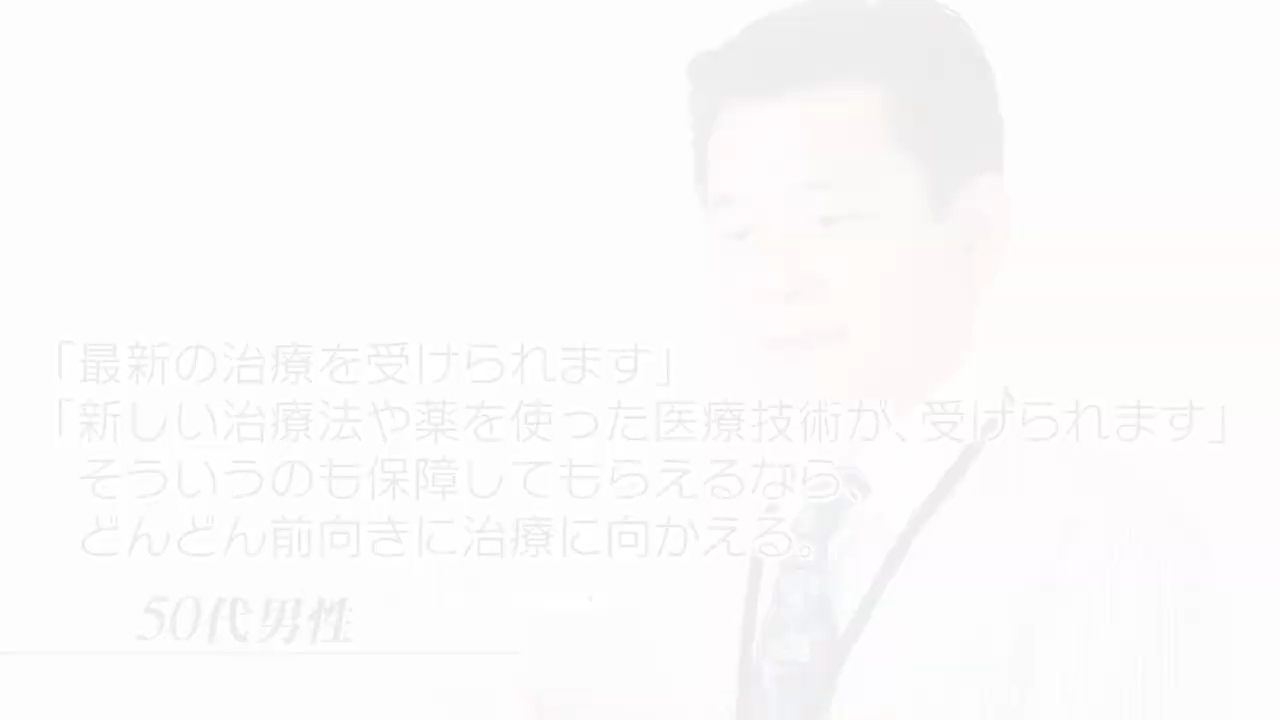 「最新の治療を受けられます」
「新しい治療法や薬を使った医療技術が、受けられます」
そういうのも保障してもらえるなら、
どんどん前向きに治療に向かえる。
50代男性